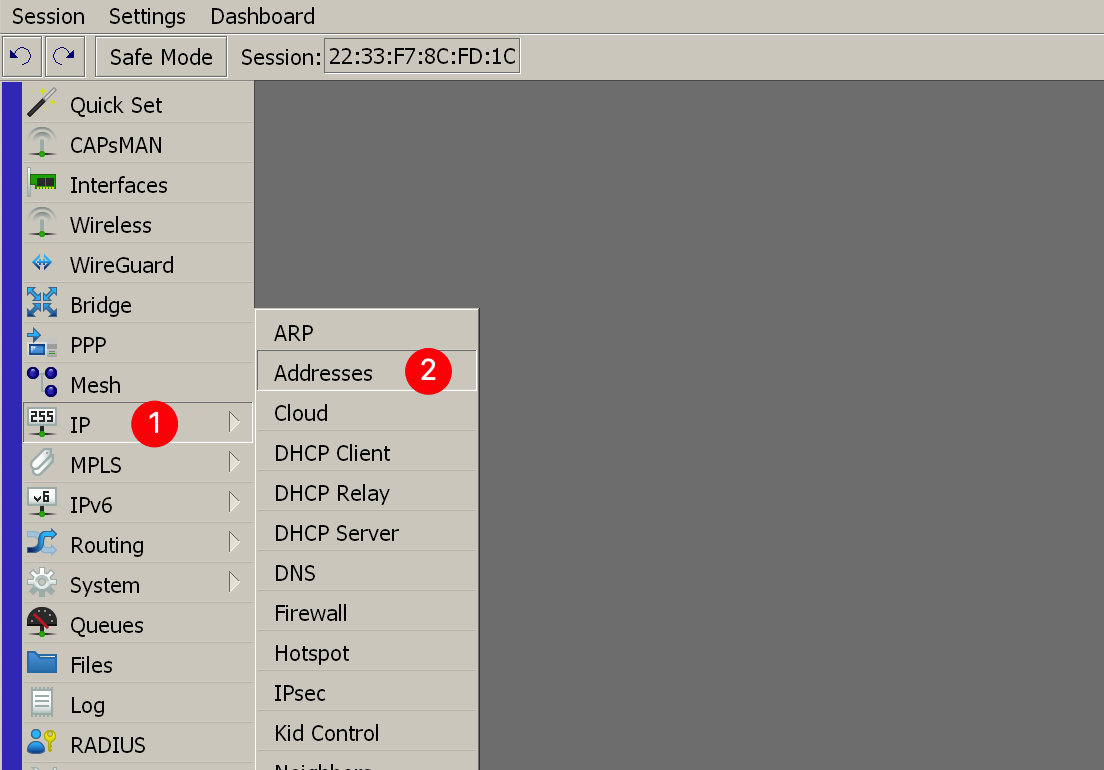 Session Settings Dashboard
Safe Mode Session: 22:33:F7:8C:FD:1C
Quick Set
CAPsMAN
Interfaces
Wireless
WireGuard
Bridge
PPP
Mesh
255 IP 1
MPLS
v6 IPv6
Routing
System
Queues
Files
Log
RADIUS
ARP
Addresses 2
Cloud
DHCP Client
DHCP Relay
DHCP Server
DNS
Firewall
Hotspot
IPsec
Kid Control
Neighbors